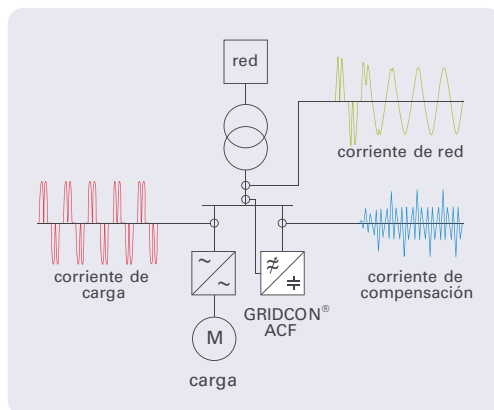 red
corriente de red
corriente de
carga
corriente de
compensación
GRIDCON®
ACF
M
carga